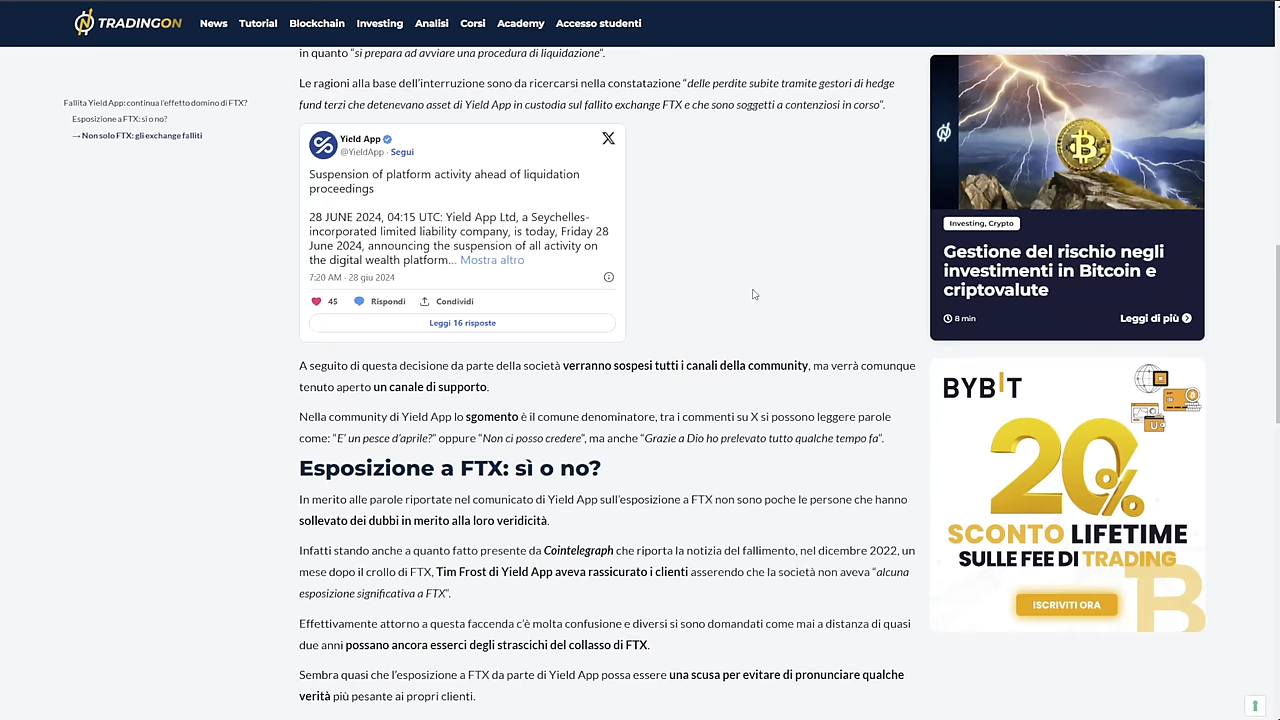 TRADINGON
News Tutorial Blockchain Investing Analisi Corsi Academy Accesso studenti
Fallita Yield App: continua l'effetto domino di FTX?
Esposizione a FTX: sì o no?
→ Non solo FTX: gli exchange falliti
in quanto "si prepara ad avviare una procedura di liquidazione".
Le ragioni alla base dell'interruzione sono da ricercarsi nella constatazione "delle perdite subite tramite gestori di hedge
fund terzi che detenevano asset di Yield App in custodia sul fallito exchange FTX e che sono soggetti a contenziosi in corso".
Yield App
@YieldApp · Segui
Suspension of platform activity ahead of liquidation
proceedings
28 JUNE 2024, 04:15 UTC: Yield App Ltd, a Seychelles-
incorporated limited liability company, is today, Friday 28
June 2024, announcing the suspension of all activity on
the digital wealth platform... Mostra altro
7:20 AM · 28 giu 2024
45 Rispondi Condividi
Leggi 16 risposte
A seguito di questa decisione da parte della società verranno sospesi tutti i canali della community, ma verrà comunque
tenuto aperto un canale di supporto.
Nella community di Yield App lo sgomento è il comune denominatore, tra i commenti su X si possono leggere parole
come: "E' un pesce d'aprile?" oppure "Non ci posso credere", ma anche "Grazie a Dio ho prelevato tutto qualche tempo fa".
Esposizione a FTX: sì o no?
In merito alle parole riportate nel comunicato di Yield App sull'esposizione a FTX non sono poche le persone che hanno
sollevato dei dubbi in merito alla loro veridicità.
Infatti stando anche a quanto fatto presente da Cointelegraph che riporta la notizia del fallimento, nel dicembre 2022, un
mese dopo il crollo di FTX, Tim Frost di Yield App aveva rassicurato i clienti asserendo che la società non aveva "alcuna
esposizione significativa a FTX".
Effettivamente attorno a questa faccenda c'è molta confusione e diversi si sono domandati come mai a distanza di quasi
due anni possano ancora esserci degli strascichi del collasso di FTX.
Sembra quasi che l'esposizione a FTX da parte di Yield App possa essere una scusa per evitare di pronunciare qualche
verità più pesante ai propri clienti.
Investing, Crypto
Gestione del rischio negli
investimenti in Bitcoin e
criptovalute
8 min Leggi di più
BYBIT
20%
SCONTO LIFETIME
SULLE FEE DI TRADING
ISCRIVITI ORA